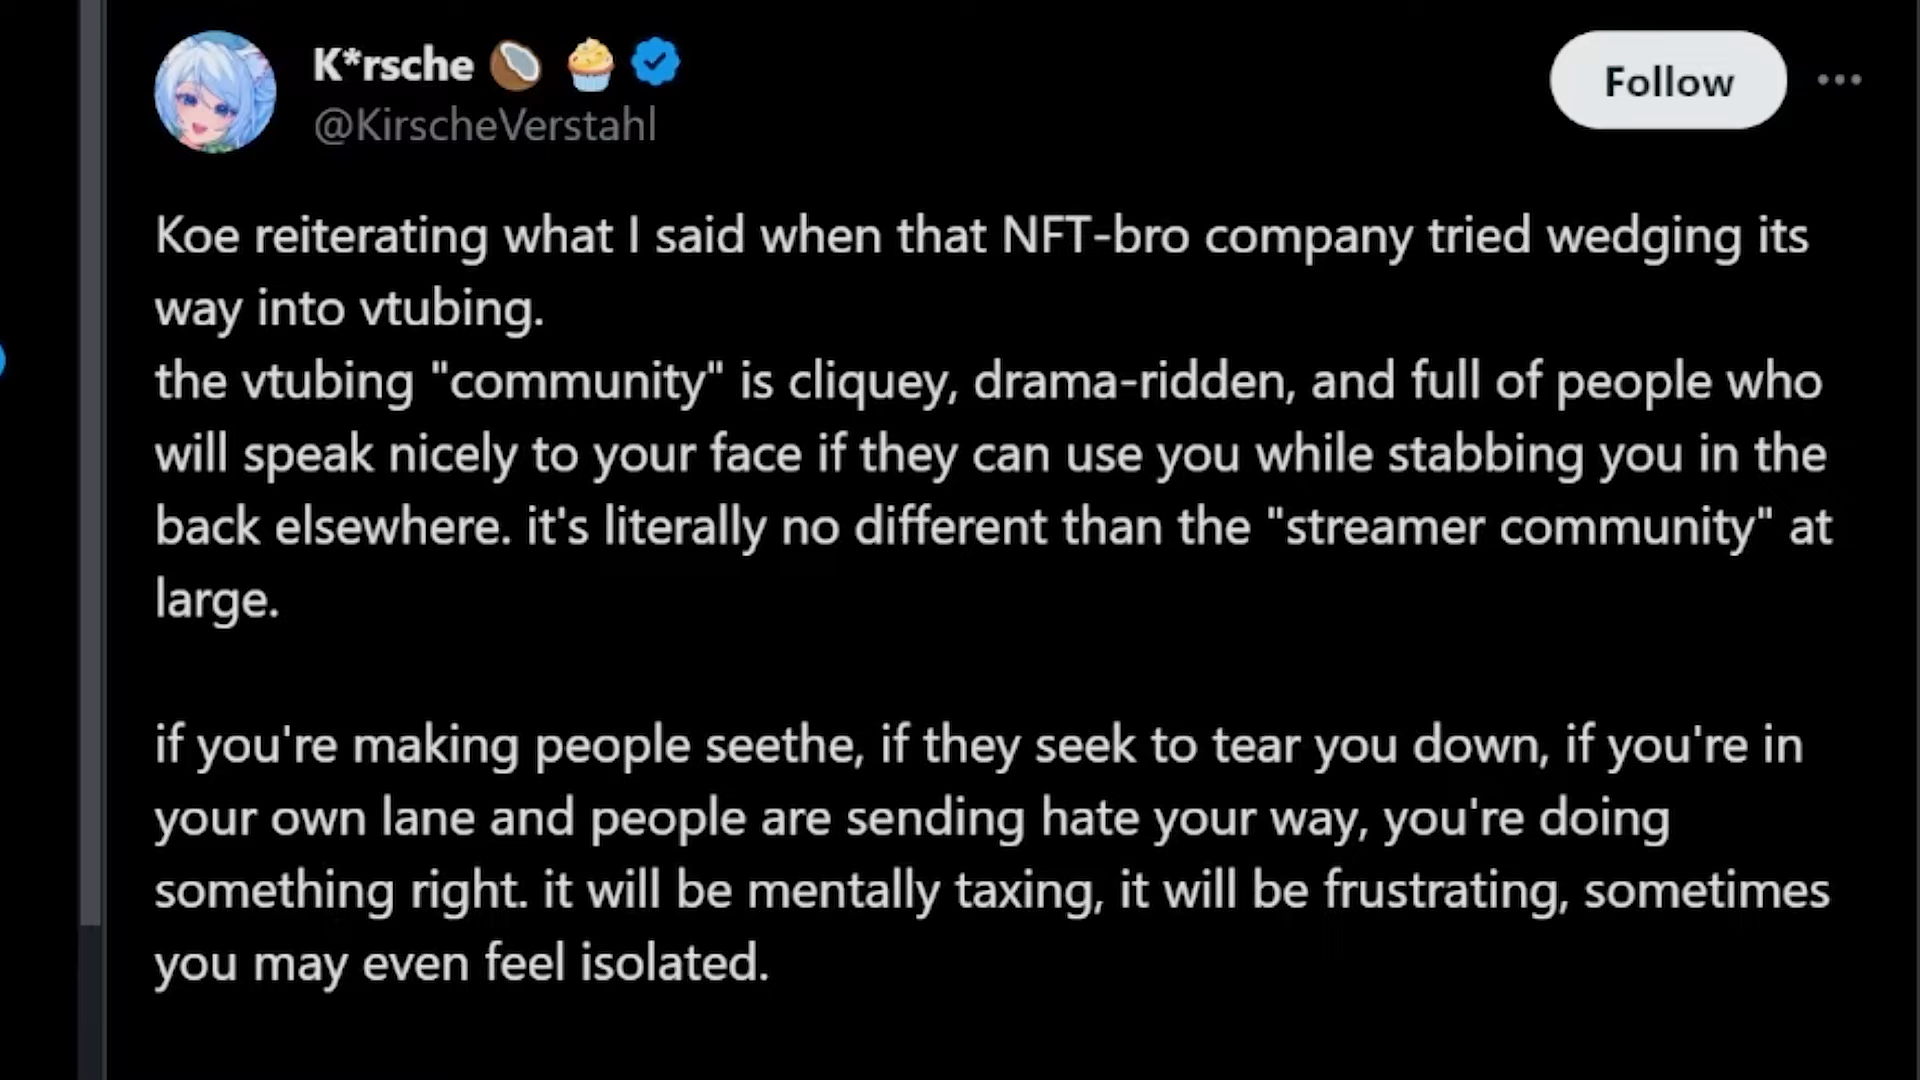 K*rsche
@KirscheVerstahl
Follow
Koe reiterating what I said when that NFT-bro company tried wedging its
way into vtubing.
the vtubing "community" is cliquey, drama-ridden, and full of people who
will speak nicely to your face if they can use you while stabbing you in the
back elsewhere. it's literally no different than the "streamer community" at
large.
if you're making people seethe, if they seek to tear you down, if you're in
your own lane and people are sending hate your way, you're doing
something right. it will be mentally taxing, it will be frustrating, sometimes
you may even feel isolated.